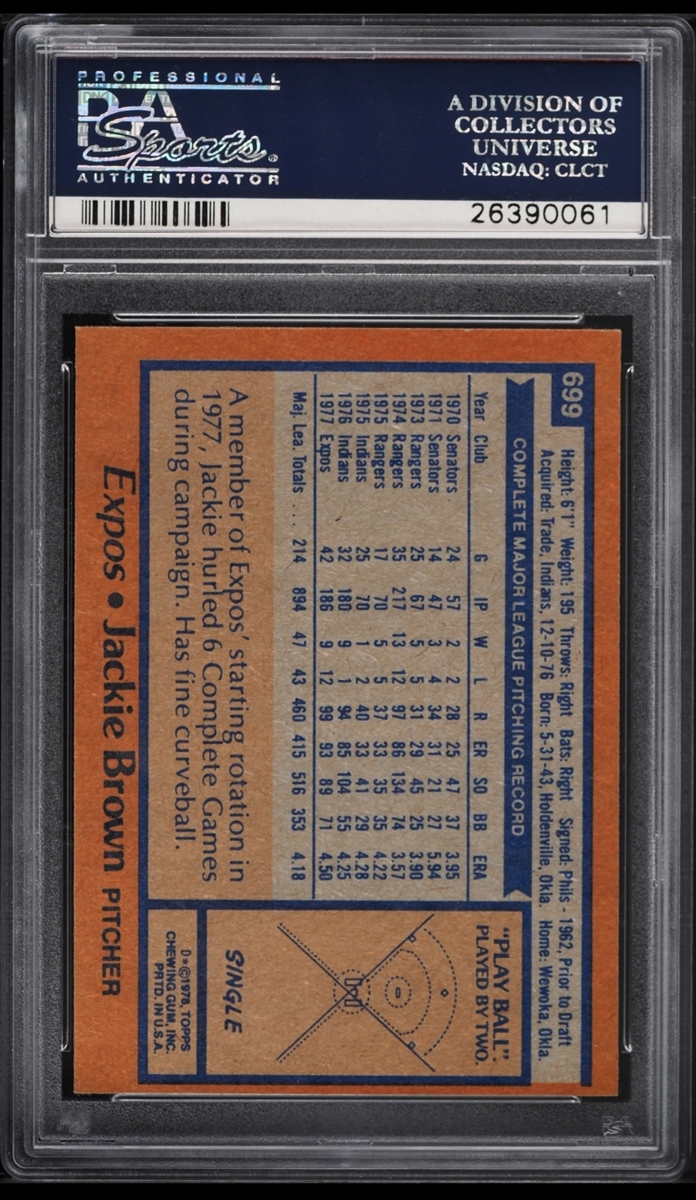 PROFESSIONAL
PSA
Sports
AUTHENTICATOR
A DIVISION OF
COLLECTORS
UNIVERSE
NASDAQ: CLCT
26390061
699
Height: 6'1" Weight: 195 Throws: Right Bats: Right Signed: Phils - 1962, Prior to Draft
Acquired: Trade, Indians, 12-10-76 Born: 5-31-43, Holdenville, Okla. Home: Wewoka, Okla.
COMPLETE MAJOR LEAGUE PITCHING RECORD
Year Club G IP W L R ER SO BB ERA
1970 Senators 24 57 2 2 28 25 47 37 3.95
1971 Senators 14 47 3 4 34 31 21 27 5.94
1973 Rangers 25 67 5 5 31 29 45 25 3.90
1974 Rangers 35 217 13 12 97 86 134 74 3.57
1975 Rangers 17 70 5 5 37 33 35 35 4.22
1975 Indians 25 70 1 2 40 33 41 29 4.28
1976 Indians 32 180 9 1 94 85 104 55 4.25
1977 Expos 42 186 9 12 99 93 89 71 4.50
Maj. Lea. Totals ... 214 894 47 43 460 415 516 353 4.18
A member of Expos' starting rotation in
1977, Jackie hurled 6 Complete Games
during campaign. Has fine curveball.
"PLAY BALL":
PLAYED BY TWO.
SINGLE
D*©1978, TOPPS
CHEWING GUM, INC.
PRTD. IN U.S.A.
Expos • Jackie Brown PITCHER